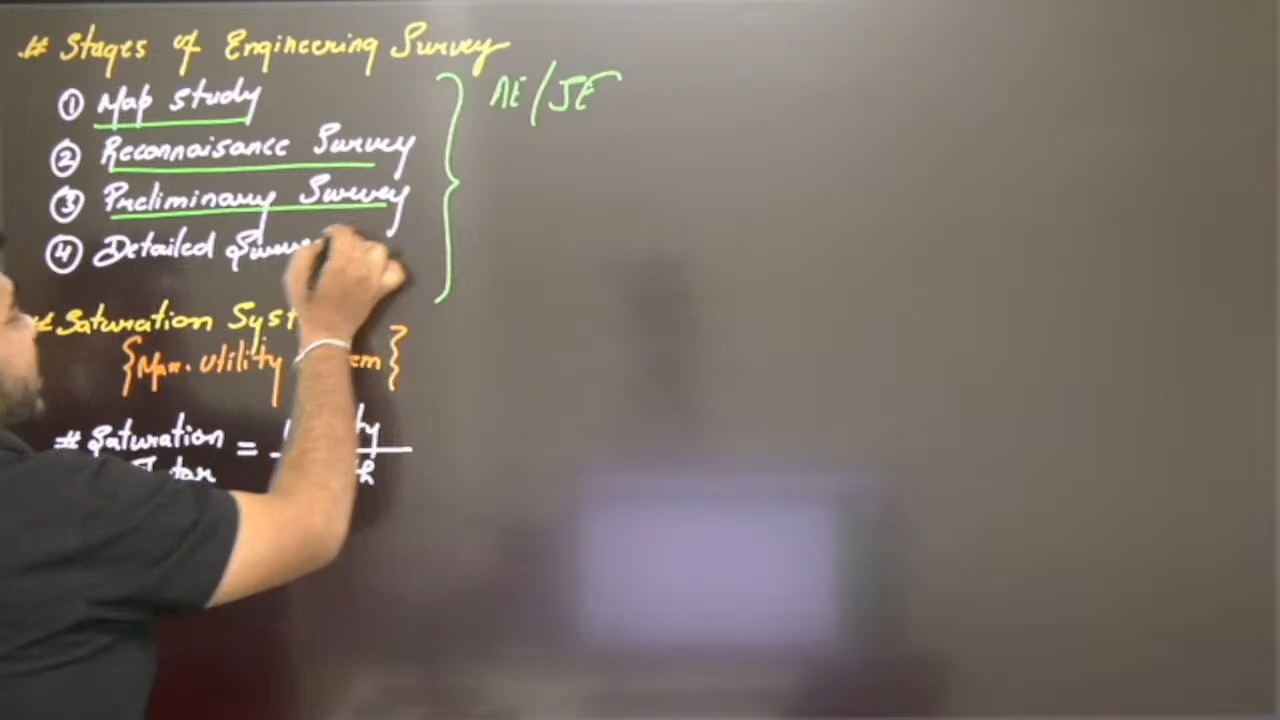 # Stages of Engineering Survey
① Map study
② Reconnaisance Survey
③ Preliminary Survey
④ Detailed
} AE/JE
# Saturation
{Max. Utility
# Saturation =